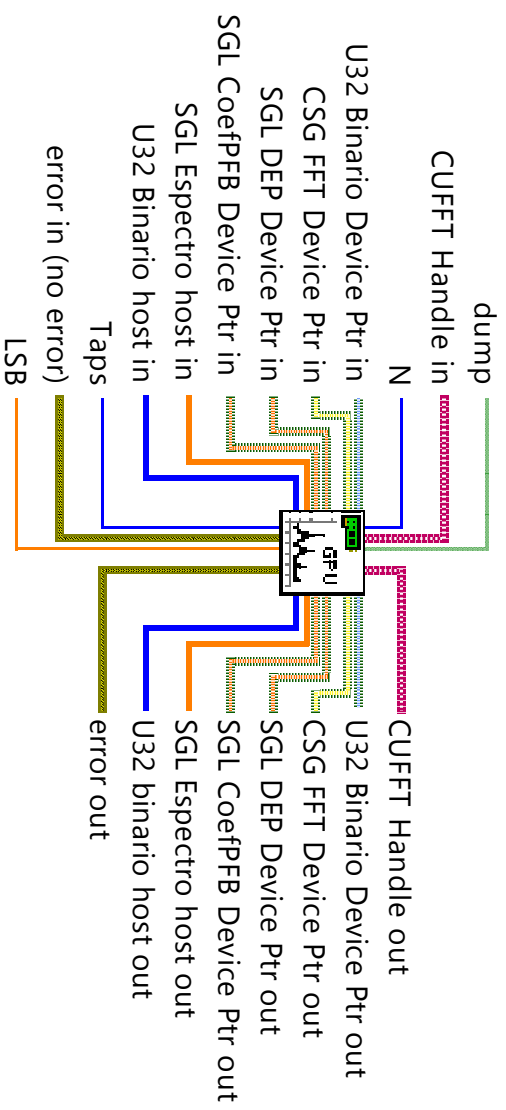 dump
CUFFT Handle in
N
U32 Binario Device Ptr in
CSG FFT Device Ptr in
SGL DEP Device Ptr in
SGL CoefPFB Device Ptr in
SGL Espectro host in
U32 Binario host in
Taps
error in (no error)
LSB
GPU
CUFFT Handle out
U32 Binario Device Ptr out
CSG FFT Device Ptr out
SGL DEP Device Ptr out
SGL CoefPFB Device Ptr out
SGL Espectro host out
U32 binario host out
error out